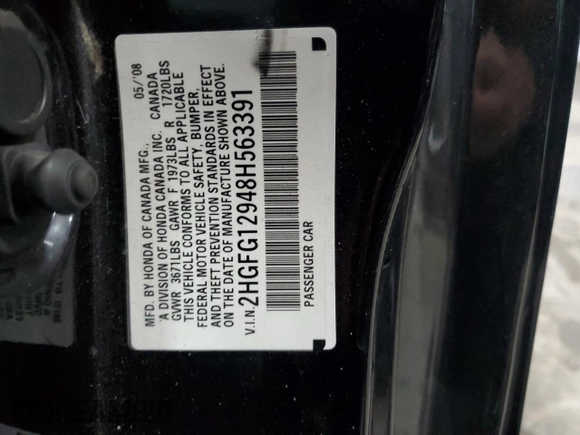 MFD. BY HONDA OF CANADA MFG., 05/'08
A DIVISION OF HONDA CANADA INC. CANADA
GVWR 3671LBS GAWR F 1973LBS R 1720LBS
THIS VEHICLE CONFORMS TO ALL APPLICABLE
FEDERAL MOTOR VEHICLE SAFETY, BUMPER,
AND THEFT PREVENTION STANDARDS IN EFFECT
ON THE DATE OF MANUFACTURE SHOWN ABOVE.
V.I.N. 2HGFG12948H563391
PASSENGER CAR